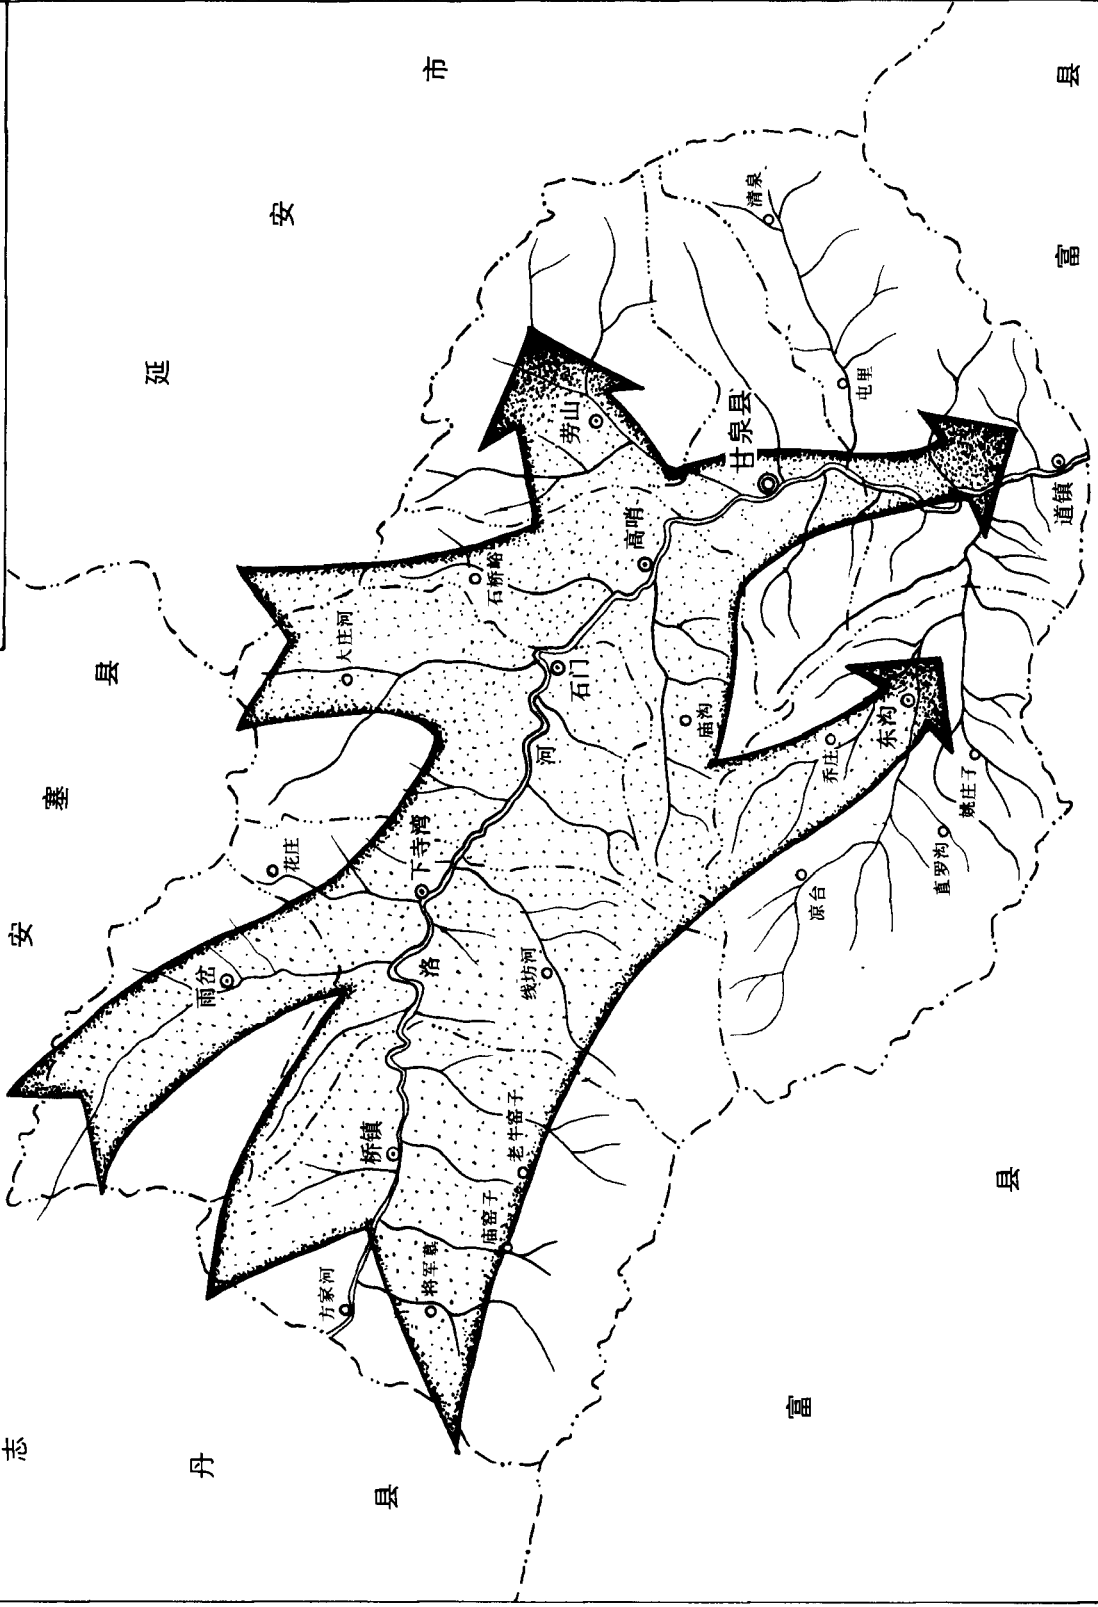 志丹县
安塞县
延安市
富县
富县
甘泉县
洛河
劳山
高哨
石门
石桥峪
大庄河
下寺湾
花庄
雨岔
桥镇
方家河
将军墓
庙窑子
老牛窑子
线坊河
庙沟
乔庄
东沟
姚庄子
直罗沟
凉台
清泉
屯里
道镇